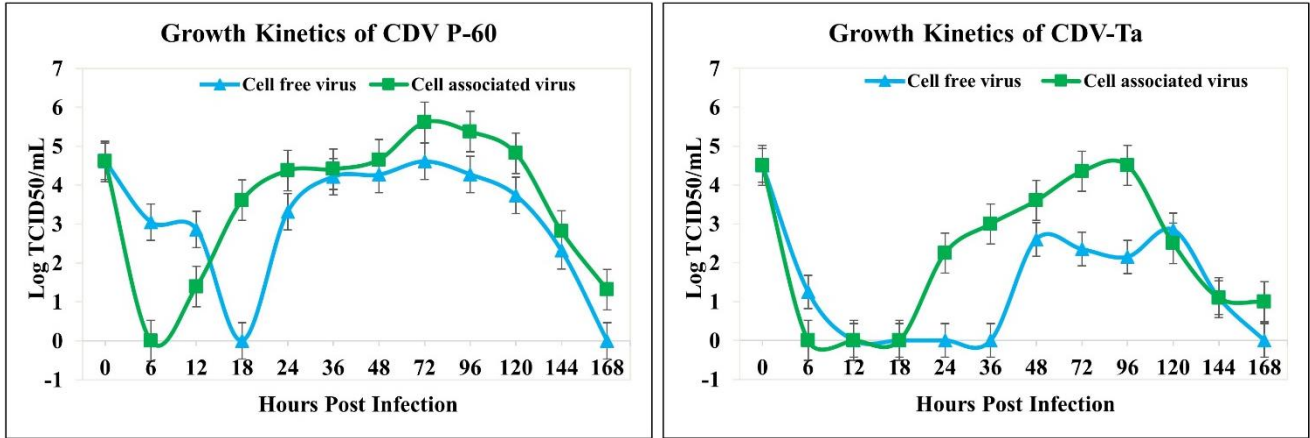 Growth Kinetics of CDV P-60
7
Cell free virus Cell associated virus
6
5
4
3
2
1
0
-1
Log TCID50/mL
0 6 12 18 24 36 48 72 96 120 144 168
Hours Post Infection
Growth Kinetics of CDV-Ta
7
Cell free virus Cell associated virus
6
5
4
3
2
1
0
-1
Log TCID50/mL
0 6 12 18 24 36 48 72 96 120 144 168
Hours Post Infection